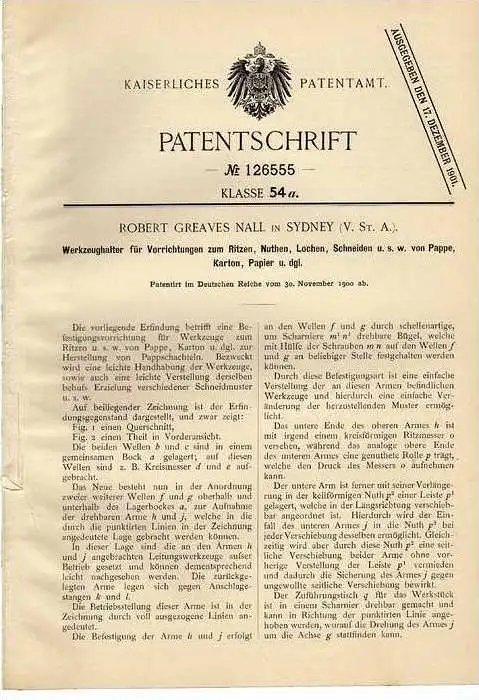 KAISERLICHES PATENTAMT.
AUSGEGEBEN DEN 17. DEZEMBER 1901.
PATENTSCHRIFT
— № 126555 —
KLASSE 54a.
ROBERT GREAVES NALL IN SYDNEY (V. ST. A.).
Werkzeughalter für Vorrichtungen zum Ritzen, Nuthen, Lochen, Schneiden u. s. w. von Pappe,
Karton, Papier u. dgl.
Patentirt im Deutschen Reiche vom 30. November 1900 ab.
Die vorliegende Erfindung betrifft eine Be-
festigungsvorrichtung für Werkzeuge zum
Ritzen u. s. w. von Pappe, Karton u. dgl. zur
Herstellung von Pappschachteln. Bezweckt
wird eine leichte Handhabung der Werkzeuge,
sowie auch eine leichte Verstellung derselben
behufs Erzielung verschiedener Schneidmuster
u. s. w.
Auf beiliegender Zeichnung ist der Erfin-
dungsgegenstand dargestellt, und zwar zeigt:
Fig. 1 einen Querschnitt,
Fig. 2 einen Theil in Vorderansicht.
Die beiden Wellen b und c sind in einem
gemeinsamen Bock a gelagert; auf diesen
Wellen sind z. B. Kreismesser d und e auf-
gebracht.
Das Neue besteht nun in der Anordnung
zweier weiterer Wellen f und g oberhalb und
unterhalb des Lagerbockes a, zur Aufnahme
der drehbaren Arme h und j, welche in die
durch die punktirten Linien in der Zeichnung
angedeutete Lage gebracht werden können.
In dieser Lage sind die an den Armen h
und j angebrachten Leitungswerkzeuge außer
Betrieb gesetzt und können dementsprechend
leicht nachgesehen werden. Die zurückge-
legten Arme legen sich gegen Anschlage-
stangen k und l.
Die Betriebsstellung dieser Arme ist in der
Zeichnung durch voll ausgezogene Linien an-
gedeutet.
Die Befestigung der Arme h und j erfolgt
an den Wellen f und g durch schellenartige,
um Scharniere m¹ n¹ drehbare Bügel, welche
mit Hülfe der Schrauben m n auf den Wellen f
und g an beliebiger Stelle festgehalten werden
können.
Durch diese Befestigungsart ist eine einfache
Verstellung der an diesen Armen befindlichen
Werkzeuge und hierdurch eine einfache Ver-
änderung der herzustellenden Muster ermög-
licht.
Das untere Ende des oberen Armes h ist
mit irgend einem kreisförmigen Ritzmesser o
versehen, während das analoge obere Ende
des unteren Armes eine genuthete Rolle p trägt,
welche den Druck des Messers o aufnehmen
kann.
Der untere Arm ist ferner mit seiner Verlänge-
rung in der keilförmigen Nuth p² einer Leiste p¹
gelagert, welche in der Längsrichtung verschieb-
bar angeordnet ist. Hierdurch wird der Ein-
fall des unteren Armes j in die Nuth p² bei
jeder Verschiebung desselben ermöglicht. Gleich-
zeitig wird aber durch diese Nuth p² ohne sei-
neitliche Verschiebung beider Arme ohne vor-
herige Verstellung der Leiste p¹ vermieden
und dadurch die Sicherung des Armes j gegen
ungewollte seitliche Verschiebung bewirkt.
Der Zuführungstisch q für das Werkstück
ist in einem Scharnier drehbar gemacht und
kann in Richtung der punktirten Linie ange-
hoben werden, worauf die Drehung des Armes j
um die Achse g stattfinden kann.